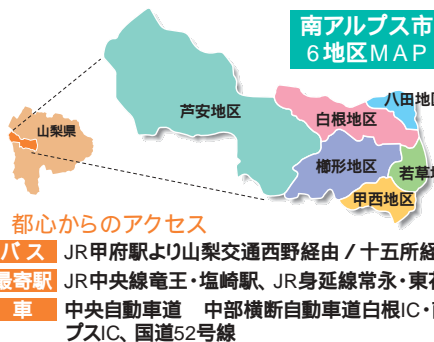 南アルプス市
6地区MAP
八田地区
芦安地区
白根地区
山梨県
櫛形地区
若草地
甲西地区
都心からのアクセス
バス JR甲府駅より山梨交通西野経由 / 十五所経
最寄駅 JR中央線竜王・塩崎駅、JR身延線常永・東花
車 中央自動車道 中部横断自動車道白根IC・南
プスIC、国道52号線